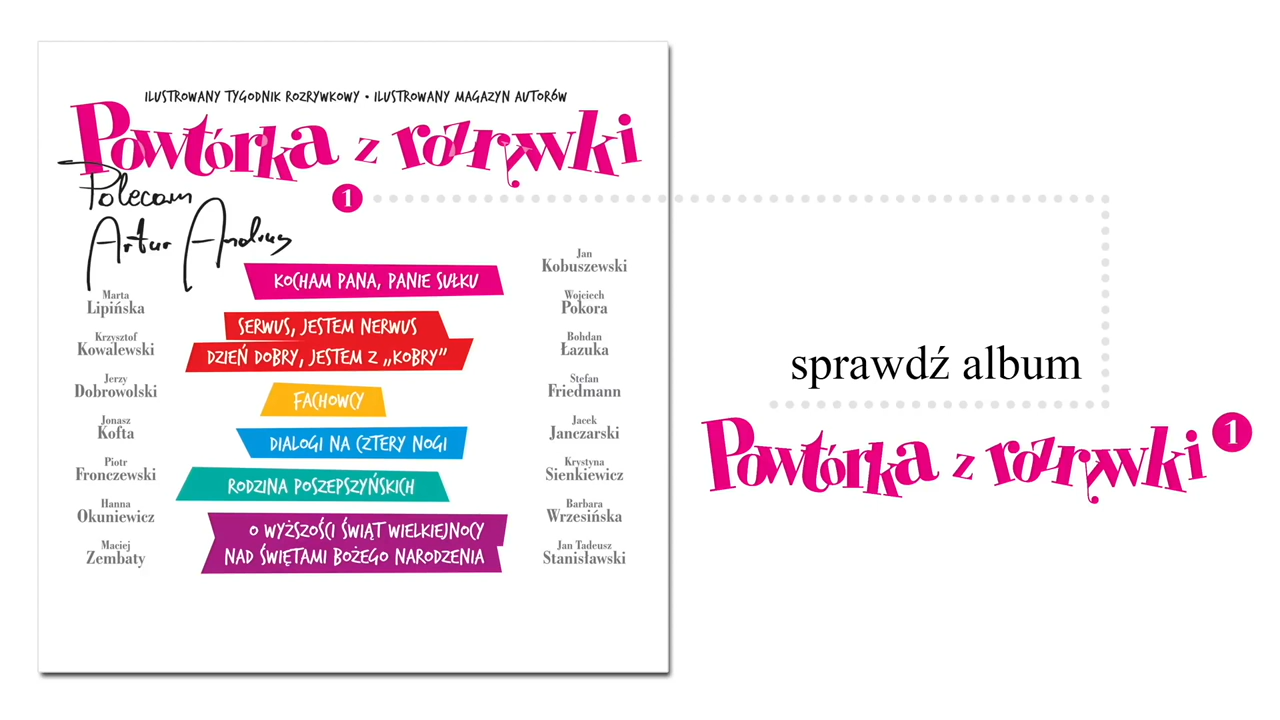 ILUSTROWANY TYGODNIK ROZRYWKOWY • ILUSTROWANY MAGAZYN AUTORÓW
Powtórka z rozrywki
1
Polecam
Artur Andrus
Marta
Lipińska
Krzysztof
Kowalewski
Jerzy
Dobrowolski
Jonasz
Kofta
Piotr
Fronczewski
Hanna
Okuniewicz
Maciej
Zembaty
KOCHAM PANA, PANIE SUŁKU
SERWUS, JESTEM NERWUS
DZIEŃ DOBRY, JESTEM Z „KOBRY”
FACHOWCY
DIALOGI NA CZTERY NOGI
RODZINA POSZEPSZYŃSKICH
O WYŻSZOŚCI ŚWIĄT WIELKIEJNOCY
NAD ŚWIĘTAMI BOŻEGO NARODZENIA
Jan
Kobuszewski
Wojciech
Pokora
Bohdan
Łazuka
Stefan
Friedmann
Jacek
Janczarski
Krystyna
Sienkiewicz
Barbara
Wrzesińska
Jan Tadeusz
Stanisławski
sprawdź album
Powtórka z rozrywki 1